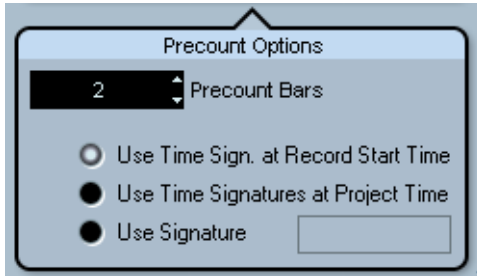 Precount Options
2 Precount Bars
Use Time Sign. at Record Start Time
Use Time Signatures at Project Time
Use Signature